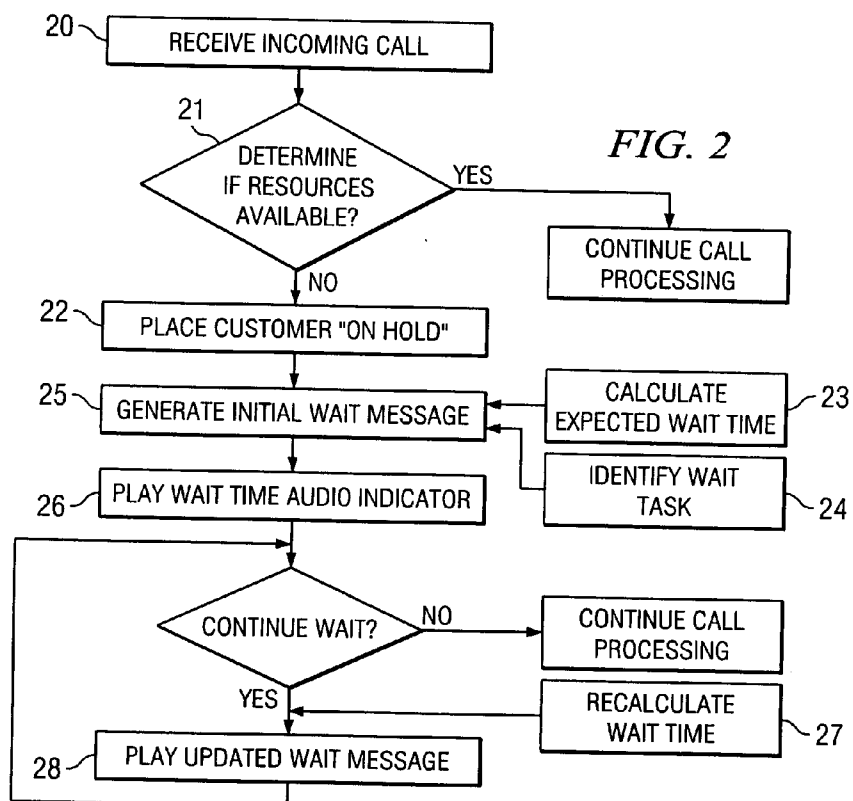 20
RECEIVE INCOMING CALL
21
DETERMINE
IF RESOURCES
AVAILABLE?
YES
FIG. 2
CONTINUE CALL
PROCESSING
NO
22
PLACE CUSTOMER "ON HOLD"
25
GENERATE INITIAL WAIT MESSAGE
CALCULATE
EXPECTED WAIT TIME
23
26
PLAY WAIT TIME AUDIO INDICATOR
IDENTIFY WAIT
TASK
24
CONTINUE WAIT?
NO
CONTINUE CALL
PROCESSING
YES
RECALCULATE
WAIT TIME
27
28
PLAY UPDATED WAIT MESSAGE